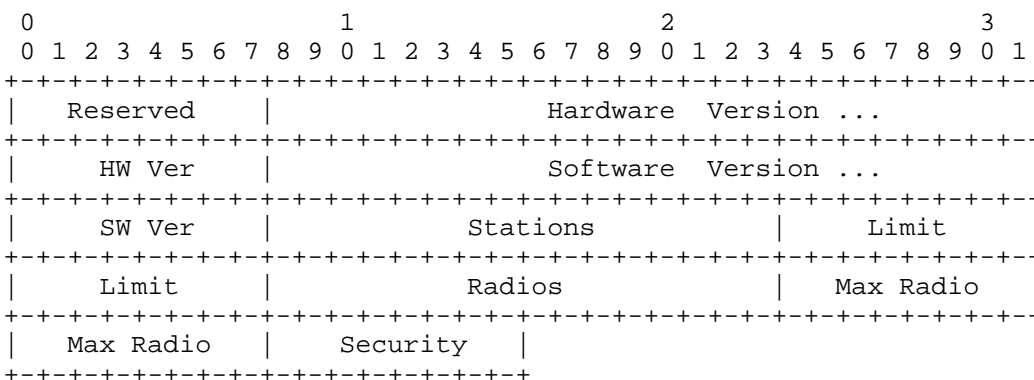 0                   1                   2                   3
0 1 2 3 4 5 6 7 8 9 0 1 2 3 4 5 6 7 8 9 0 1 2 3 4 5 6 7 8 9 0 1
+-+-+-+-+-+-+-+-+-+-+-+-+-+-+-+-+-+-+-+-+-+-+-+-+-+-+-+-+-+-+-+--
|   Reserved    |                 Hardware  Version ...
+-+-+-+-+-+-+-+-+-+-+-+-+-+-+-+-+-+-+-+-+-+-+-+-+-+-+-+-+-+-+-+--
|     HW Ver    |                 Software  Version ...
+-+-+-+-+-+-+-+-+-+-+-+-+-+-+-+-+-+-+-+-+-+-+-+-+-+-+-+-+-+-+-+--
|     SW Ver    |            Stations           |     Limit
+-+-+-+-+-+-+-+-+-+-+-+-+-+-+-+-+-+-+-+-+-+-+-+-+-+-+-+-+-+-+-+--
|     Limit     |            Radios             |   Max Radio
+-+-+-+-+-+-+-+-+-+-+-+-+-+-+-+-+-+-+-+-+-+-+-+-+-+-+-+-+-+-+-+--
|   Max Radio   |    Security   |
+-+-+-+-+-+-+-+-+-+-+-+-+-+-+-+-+